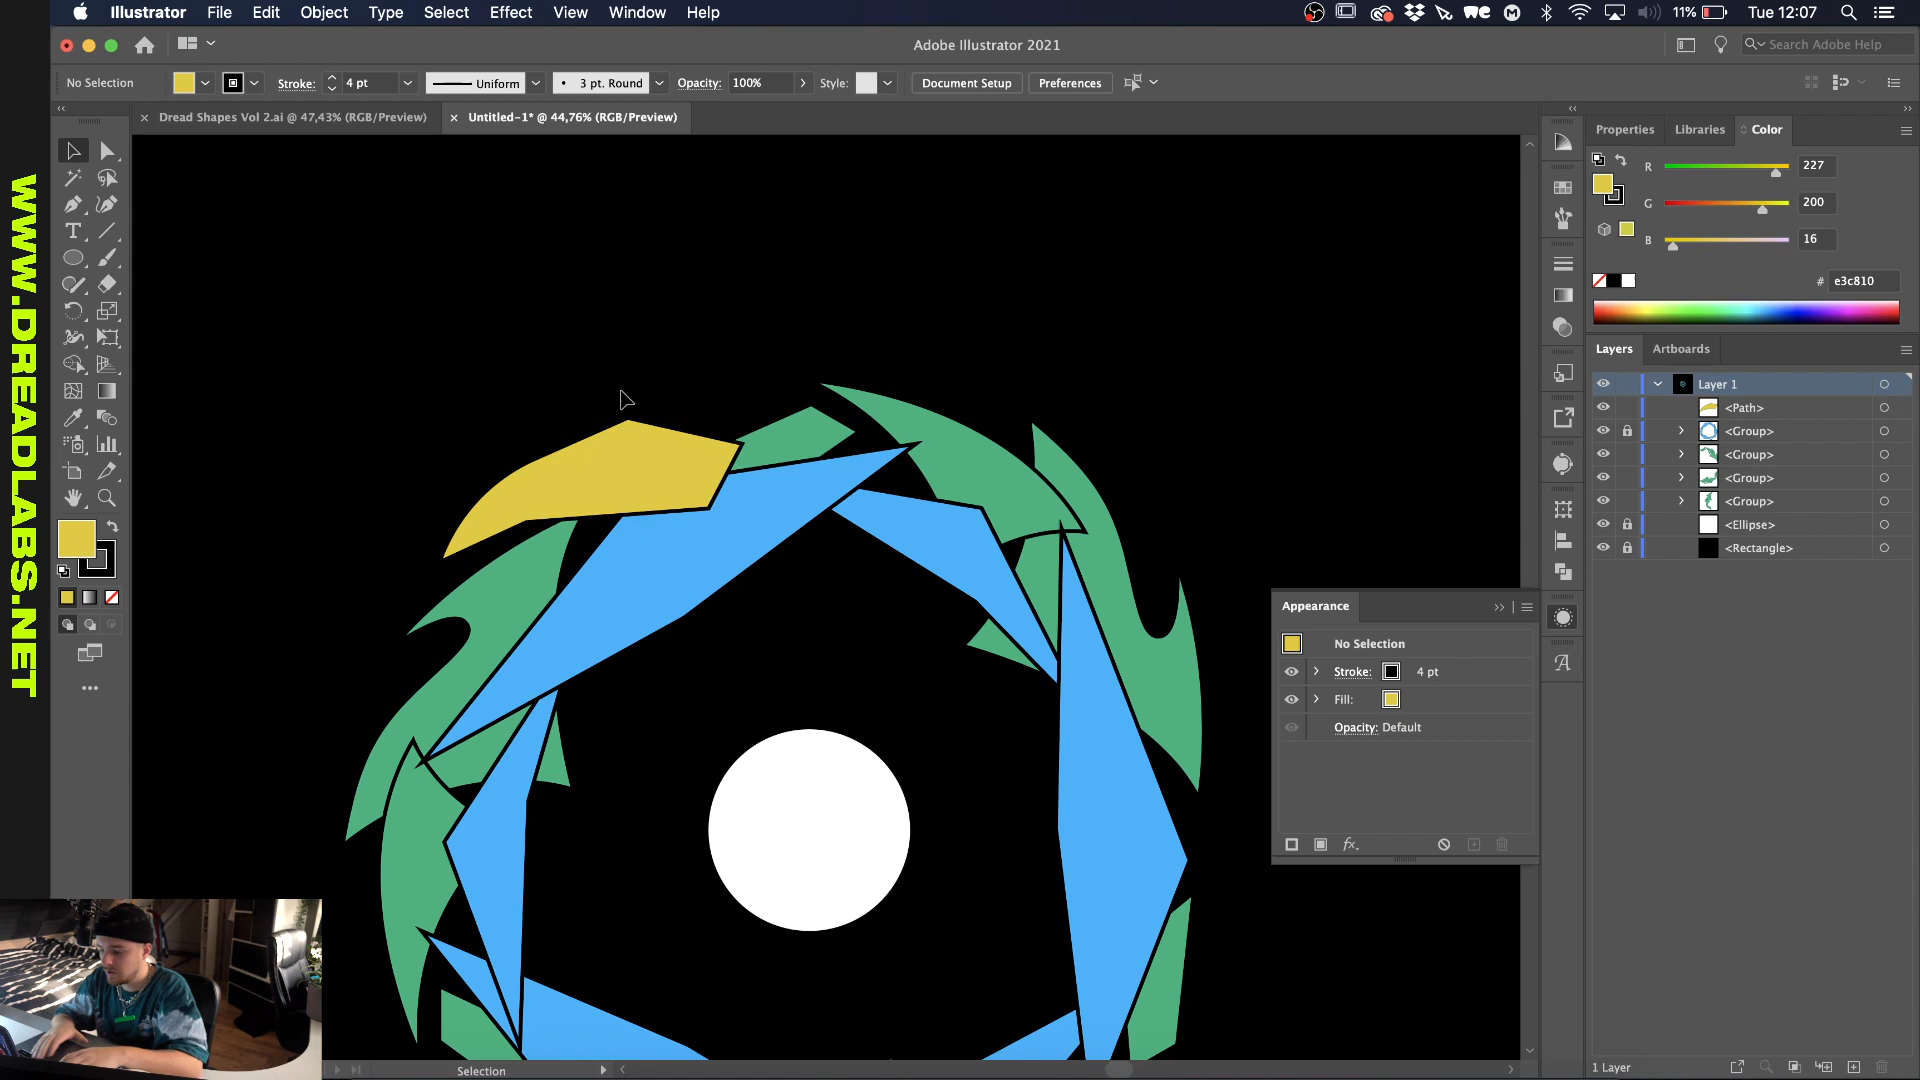 Illustrator File Edit Object Type Select Effect View Window Help
11% Tue 12:07
Adobe Illustrator 2021
Search Adobe Help
No Selection
Stroke: 4 pt
Uniform
3 pt. Round
Opacity: 100%
Style:
Document Setup
Preferences
Dread Shapes Vol 2.ai @ 47,43% (RGB/Preview)
Untitled-1* @ 44,76% (RGB/Preview)
WWW.DREADLABS.NET
Properties Libraries Color
R 227
G 200
B 16
# e3c810
Layers Artboards
Layer 1
<Path>
<Group>
<Group>
<Group>
<Group>
<Ellipse>
<Rectangle>
Appearance
No Selection
Stroke: 4 pt
Fill:
Opacity: Default
fx
Selection
1 Layer